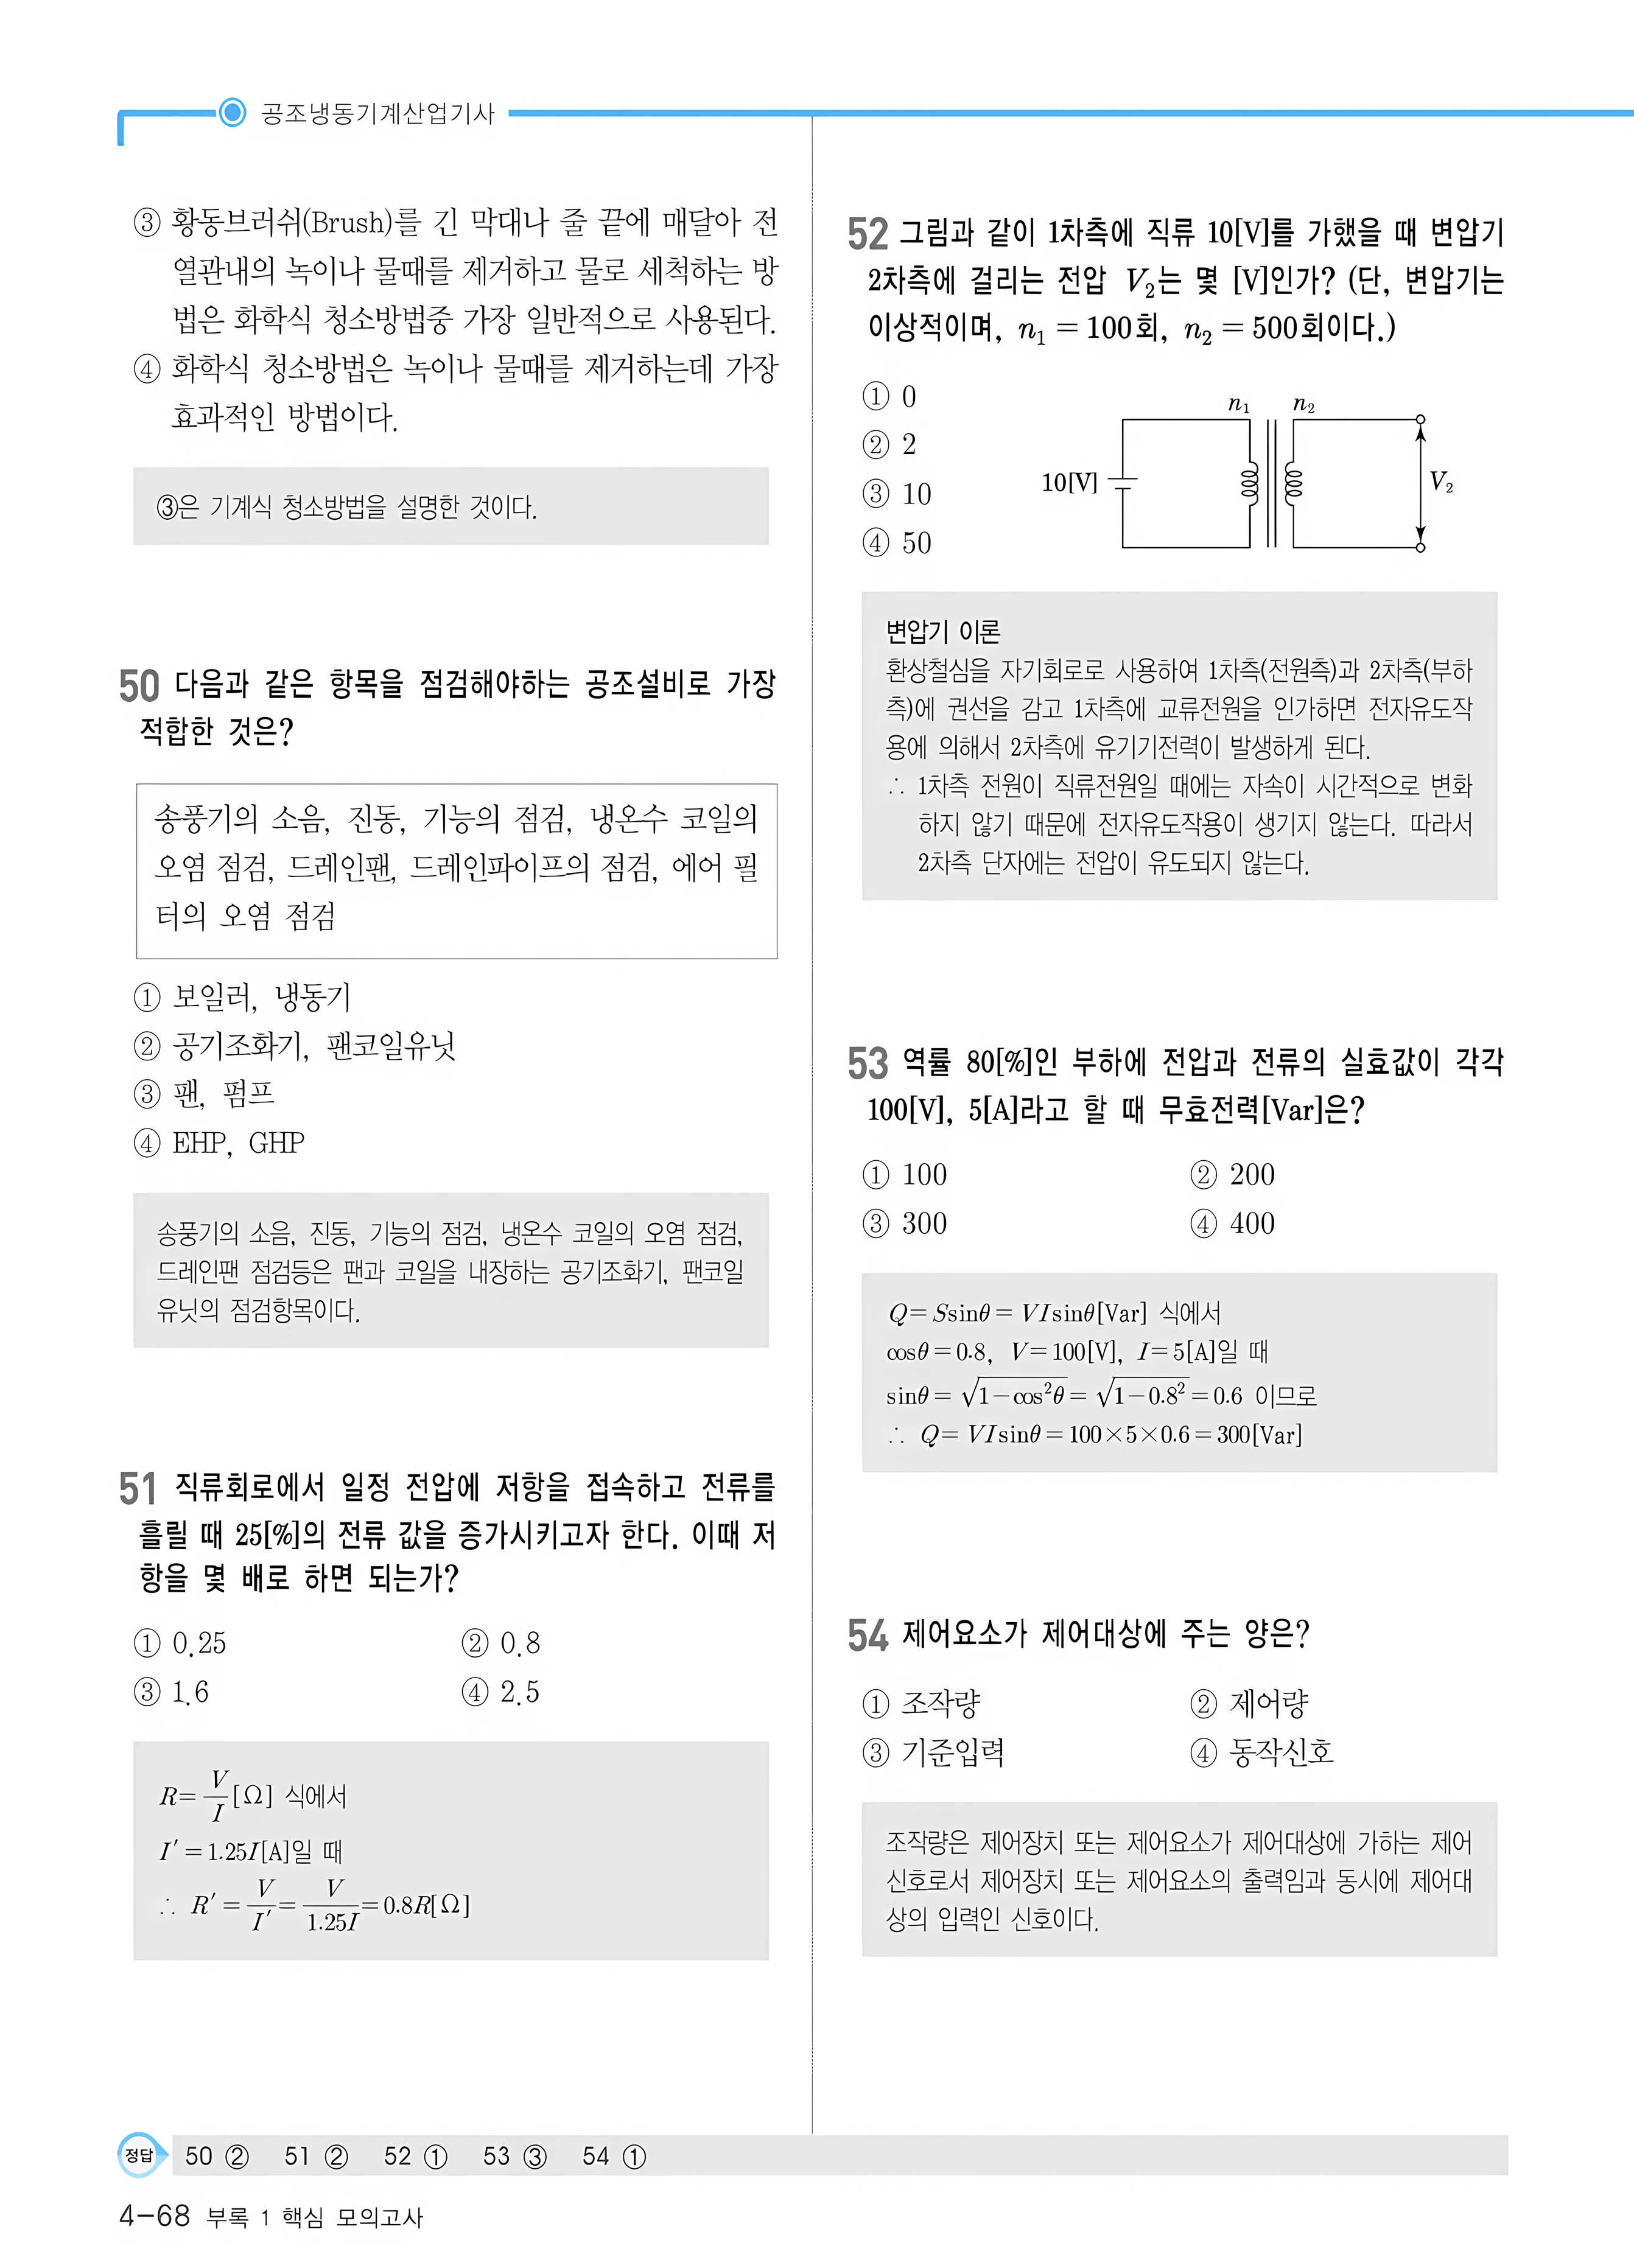 공조냉동기계산업기사
③ 황동브러쉬(Brush)를 긴 막대나 줄 끝에 매달아 전
열관내의 녹이나 물때를 제거하고 물로 세척하는 방
법은 화학식 청소방법중 가장 일반적으로 사용된다.
④ 화학식 청소방법은 녹이나 물때를 제거하는데 가장
효과적인 방법이다.
③은 기계식 청소방법을 설명한 것이다.
50 다음과 같은 항목을 점검해야하는 공조설비로 가장
적합한 것은?
송풍기의 소음, 진동, 기능의 점검, 냉온수 코일의
오염 점검, 드레인팬, 드레인파이프의 점검, 에어 필
터의 오염 점검
① 보일러, 냉동기
② 공기조화기, 팬코일유닛
③ 팬, 펌프
④ EHP, GHP
송풍기의 소음, 진동, 기능의 점검, 냉온수 코일의 오염 점검,
드레인팬 점검등은 팬과 코일을 내장하는 공기조화기, 팬코일
유닛의 점검항목이다.
51 직류회로에서 일정 전압에 저항을 접속하고 전류를
흘릴 때 25[%]의 전류 값을 증가시키고자 한다. 이때 저
항을 몇 배로 하면 되는가?
① 0.25 ② 0.8
③ 1.6 ④ 2.5
R= V/I [Ω] 식에서
I′ = 1.25I[A]일 때
∴ R′ = V/I′ = V/1.25I = 0.8R[Ω]
52 그림과 같이 1차측에 직류 10[V]를 가했을 때 변압기
2차측에 걸리는 전압 V₂는 몇 [V]인가? (단, 변압기는
이상적이며, n₁ = 100회, n₂ = 500회이다.)
① 0
② 2
③ 10
④ 50
n₁ n₂
10[V]
V₂
변압기 이론
환상철심을 자기회로로 사용하여 1차측(전원측)과 2차측(부하
측)에 권선을 감고 1차측에 교류전원을 인가하면 전자유도작
용에 의해서 2차측에 유기기전력이 발생하게 된다.
∴ 1차측 전원이 직류전원일 때에는 자속이 시간적으로 변화
하지 않기 때문에 전자유도작용이 생기지 않는다. 따라서
2차측 단자에는 전압이 유도되지 않는다.
53 역률 80[%]인 부하에 전압과 전류의 실효값이 각각
100[V], 5[A]라고 할 때 무효전력[Var]은?
① 100 ② 200
③ 300 ④ 400
Q= Ssinθ = VIsinθ[Var] 식에서
cosθ = 0.8, V= 100[V], I= 5[A]일 때
sinθ = √(1−cos²θ) = √(1−0.8²) = 0.6 이므로
∴ Q= VIsinθ = 100×5×0.6 = 300[Var]
54 제어요소가 제어대상에 주는 양은?
① 조작량 ② 제어량
③ 기준입력 ④ 동작신호
조작량은 제어장치 또는 제어요소가 제어대상에 가하는 제어
신호로서 제어장치 또는 제어요소의 출력임과 동시에 제어대
상의 입력인 신호이다.
정답 50 ② 51 ② 52 ① 53 ③ 54 ①
4-68 부록 1 핵심 모의고사